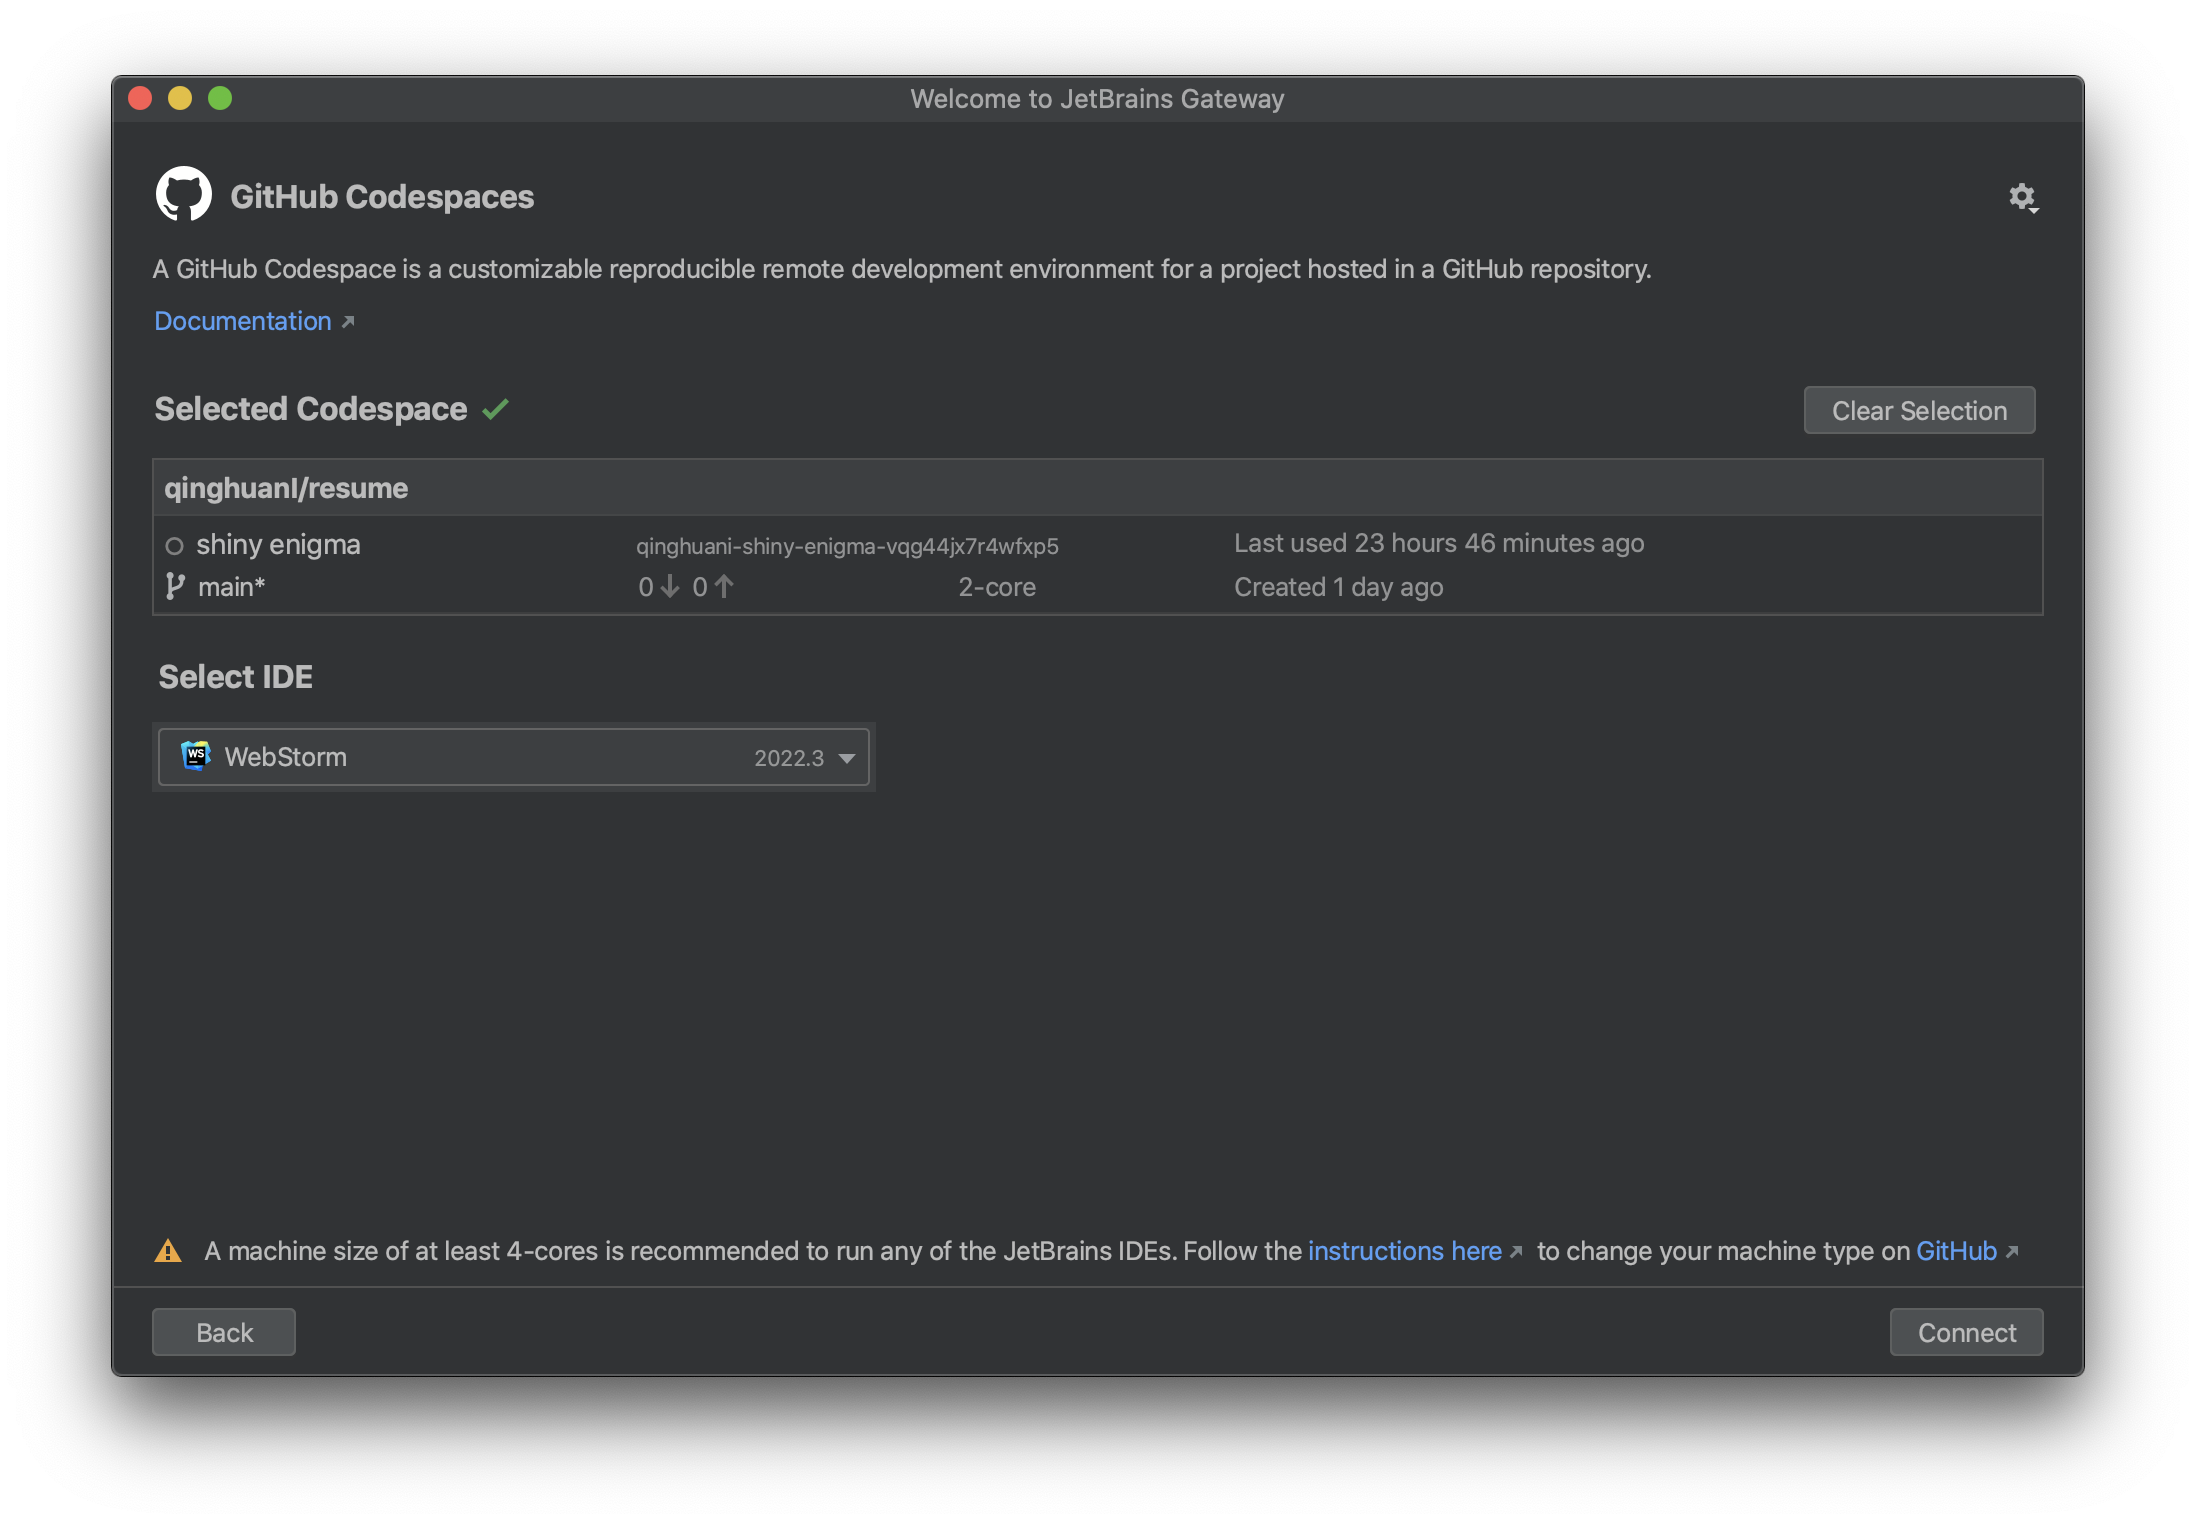 Welcome to JetBrains Gateway
GitHub Codespaces
A GitHub Codespace is a customizable reproducible remote development environment for a project hosted in a GitHub repository.
Documentation
Selected Codespace
Clear Selection
qinghuanl/resume
shiny enigma qinghuani-shiny-enigma-vqg44jx7r4wfxp5 Last used 23 hours 46 minutes ago
main* 0 0 2-core Created 1 day ago
Select IDE
WS WebStorm 2022.3
A machine size of at least 4-cores is recommended to run any of the JetBrains IDEs. Follow the instructions here to change your machine type on GitHub
Back Connect